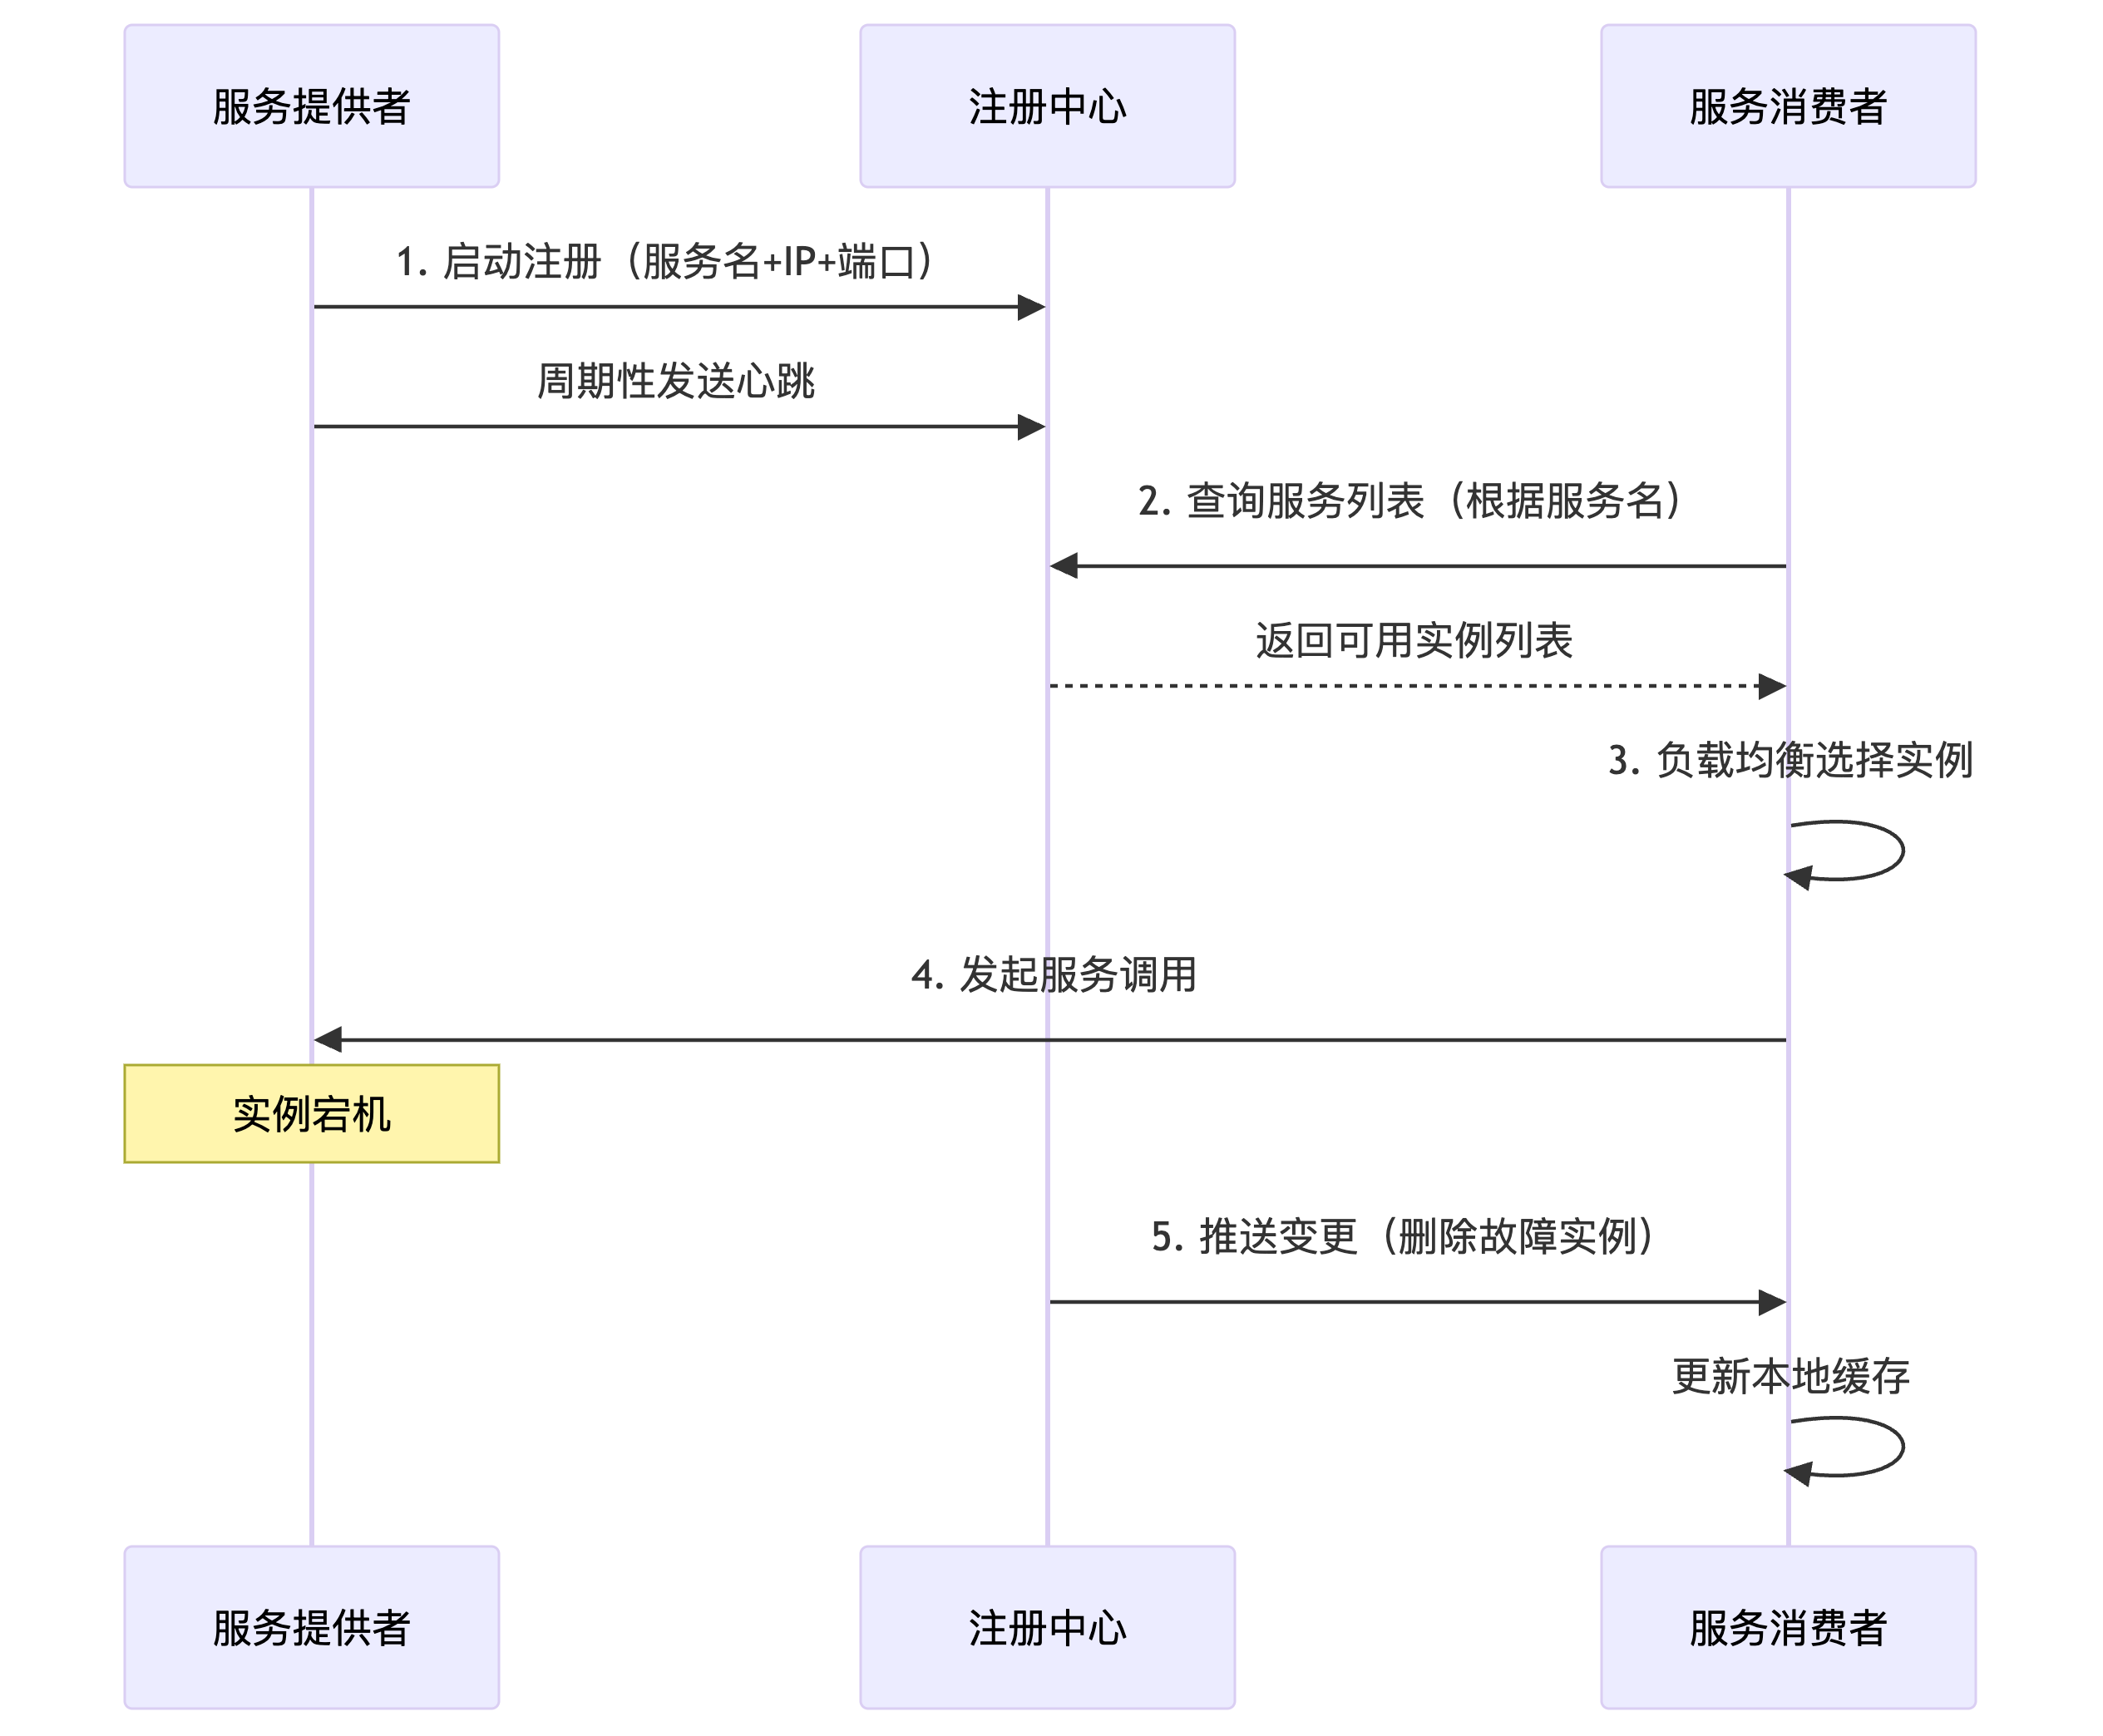 服务提供者
注册中心
服务消费者
1. 启动注册（服务名+IP+端口）
周期性发送心跳
2. 查询服务列表（根据服务名）
返回可用实例列表
3. 负载均衡选择实例
4. 发起服务调用
实例宕机
5. 推送变更（删除故障实例）
更新本地缓存
服务提供者
注册中心
服务消费者